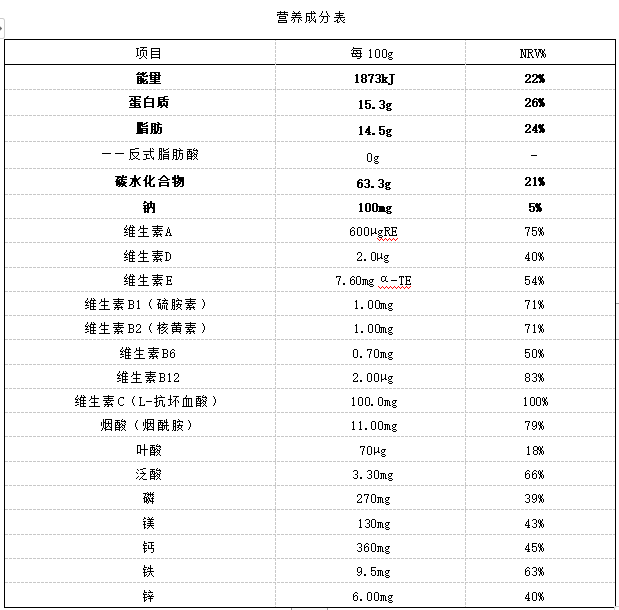 营养成分表
项目 每 100g NRV%
能量 1873kJ 22%
蛋白质 15.3g 26%
脂肪 14.5g 24%
——反式脂肪酸 0g -
碳水化合物 63.3g 21%
钠 100mg 5%
维生素A 600μgRE 75%
维生素D 2.0μg 40%
维生素E 7.60mg α-TE 54%
维生素B1（硫胺素） 1.00mg 71%
维生素B2（核黄素） 1.00mg 71%
维生素B6 0.70mg 50%
维生素B12 2.00μg 83%
维生素C（L-抗坏血酸） 100.0mg 100%
烟酸（烟酰胺） 11.00mg 79%
叶酸 70μg 18%
泛酸 3.30mg 66%
磷 270mg 39%
镁 130mg 43%
钙 360mg 45%
铁 9.5mg 63%
锌 6.00mg 40%